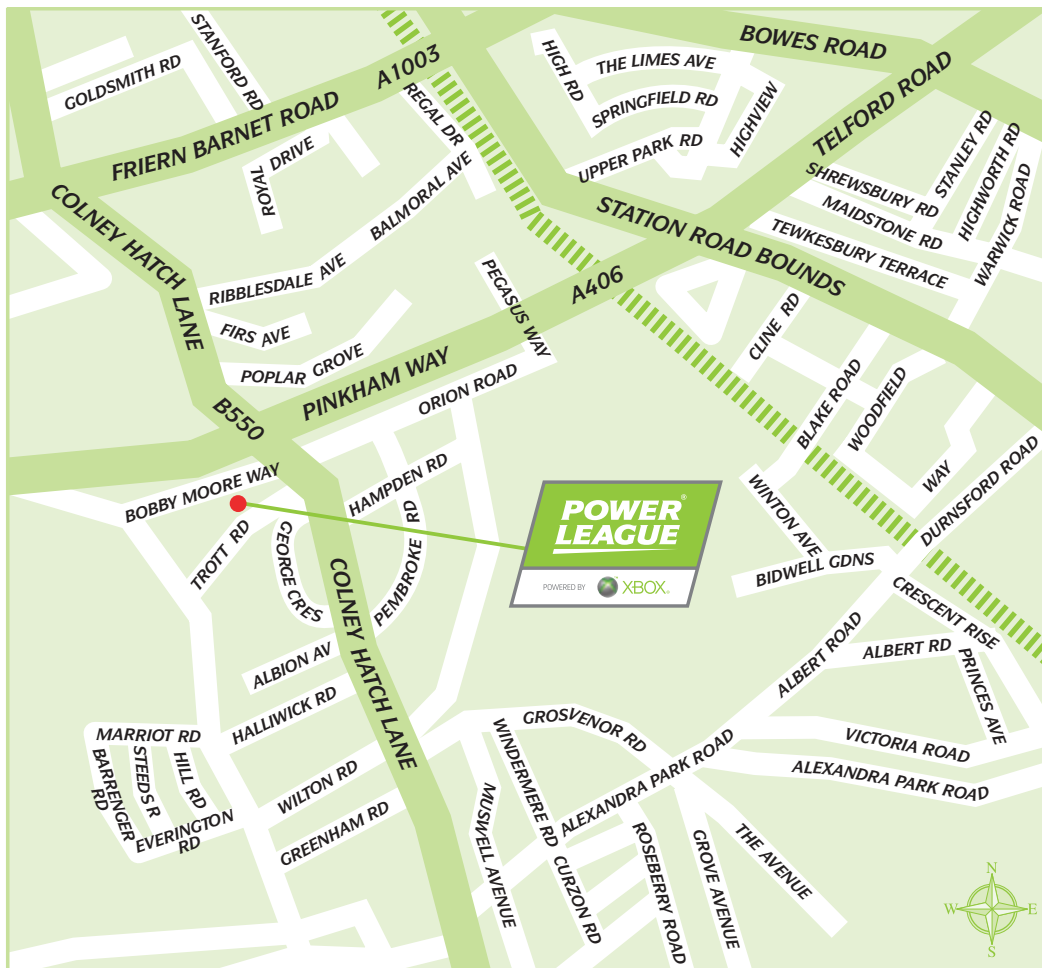 STANFORD RD
GOLDSMITH RD
A1003
FRIERN BARNET ROAD
REGAL DR
ROYAL DRIVE
BALMORAL AVE
HIGH RD
THE LIMES AVE
SPRINGFIELD RD
UPPER PARK RD
HIGHVIEW
BOWES ROAD
TELFORD ROAD
STANLEY RD
HIGHWORTH RD
WARWICK ROAD
SHREWSBURY RD
MAIDSTONE RD
TEWKESBURY TERRACE
STATION ROAD BOUNDS
COLNEY HATCH LANE
RIBBLESDALE AVE
FIRS AVE
POPLAR GROVE
PEGASUS WAY
A406
PINKHAM WAY
ORION ROAD
B550
CLINE RD
BLAKE ROAD
WOODFIELD
WAY
DURNSFORD ROAD
WINTON AVE
BIDWELL GDNS
BOBBY MOORE WAY
TROTT RD
GEORGE CRES
HAMPDEN RD
PEMBROKE RD
POWER
LEAGUE
®
POWERED BY
XBOX
COLNEY HATCH LANE
ALBION AV
HALLIWICK RD
CRESCENT RISE
ALBERT ROAD
ALBERT RD
PRINCES AVE
VICTORIA ROAD
ALEXANDRA PARK ROAD
MARRIOT RD
BARRENGER
RD
STEEDS R
HILL RD
EVERINGTON
RD
WILTON RD
GREENHAM RD
GROSVENOR RD
WINDERMERE RD
ALEXANDRA PARK ROAD
MUSWELL AVENUE
CURZON RD
ROSEBERRY ROAD
GROVE AVENUE
THE AVENUE
N
W
E
S